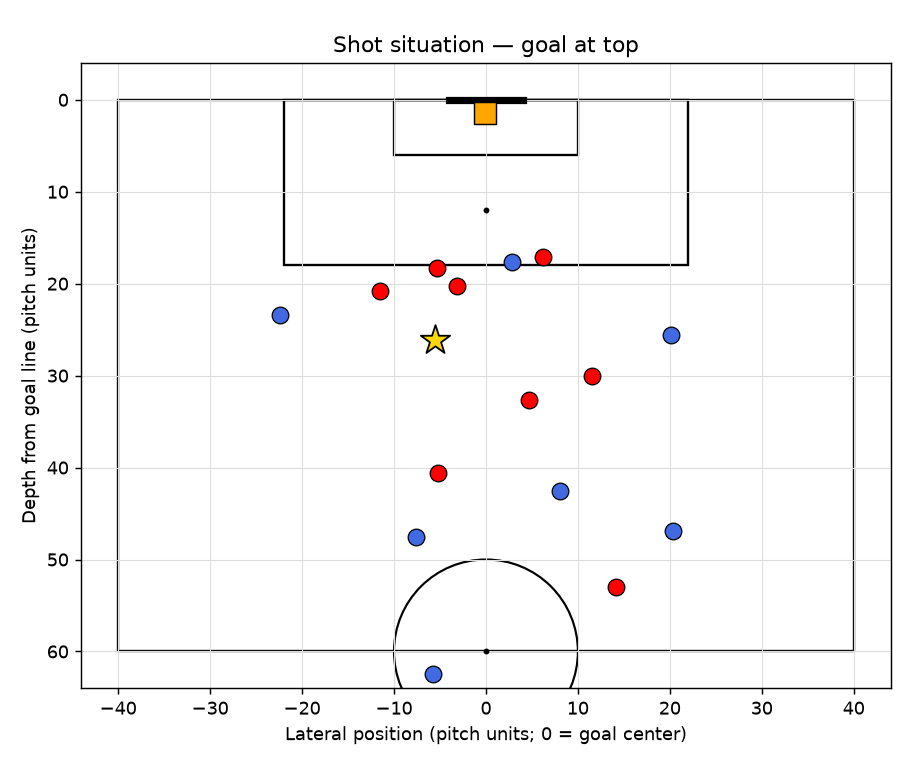 Shot situation — goal at top
Depth from goal line (pitch units)
0
10
20
30
40
50
60
−40 −30 −20 −10 0 10 20 30 40
Lateral position (pitch units; 0 = goal center)